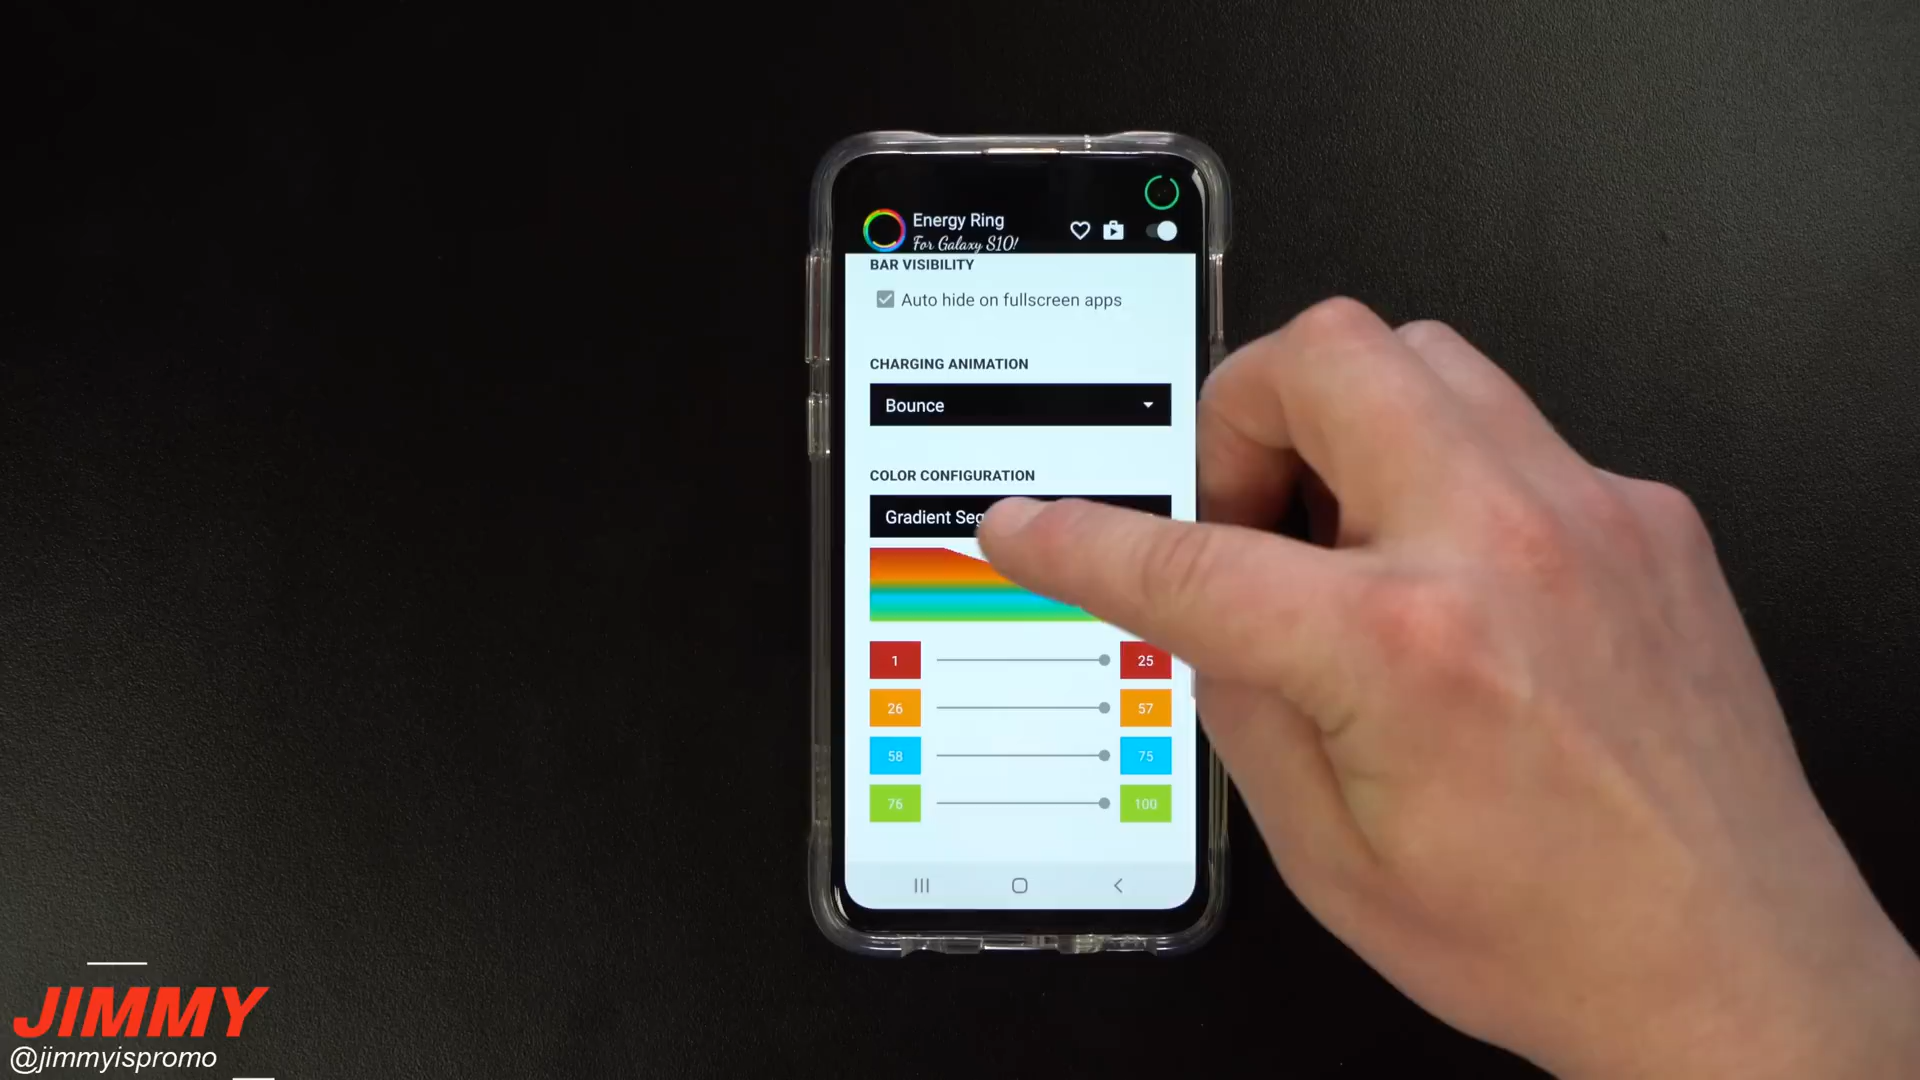 Energy Ring
For Galaxy S10!
BAR VISIBILITY
Auto hide on fullscreen apps
CHARGING ANIMATION
Bounce
COLOR CONFIGURATION
Gradient
1 25
26 57
58 75
76 100
JIMMY
@jimmyispromo